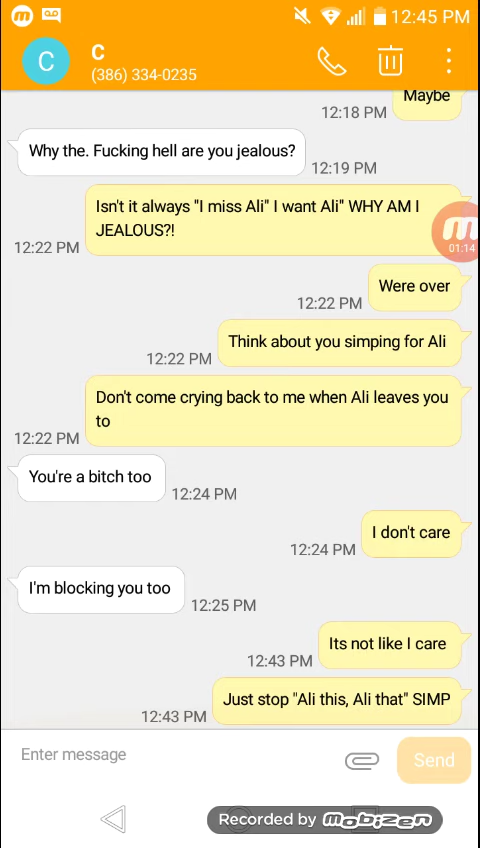 12:45 PM
C
C
(386) 334-0235
Maybe
12:18 PM
Why the. Fucking hell are you jealous?
12:19 PM
Isn't it always "I miss Ali" I want Ali" WHY AM I
JEALOUS?!
12:22 PM
01:14
Were over
12:22 PM
Think about you simping for Ali
12:22 PM
Don't come crying back to me when Ali leaves you
to
12:22 PM
You're a bitch too
12:24 PM
I don't care
12:24 PM
I'm blocking you too
12:25 PM
Its not like I care
12:43 PM
Just stop "Ali this, Ali that" SIMP
12:43 PM
Enter message
Send
Recorded by mobizen